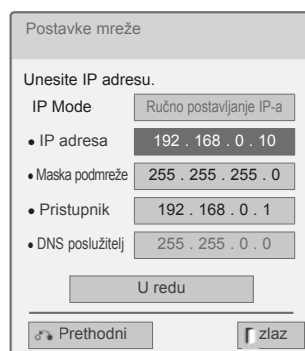 Postavke mreže
Unesite IP adresu.
IP Mode Ručno postavljanje IP-a
• IP adresa 192 . 168 . 0 . 10
• Maska podmreže 255 . 255 . 255 . 0
• Pristupnik 192 . 168 . 0 . 1
• DNS poslužitelj 255 . 255 . 0 . 0
U redu
Prethodni zlaz